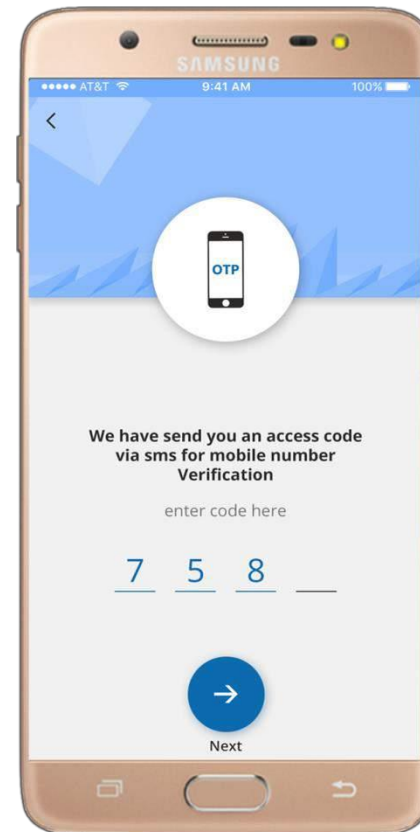 SAMSUNG
AT&T 9:41 AM 100%
OTP
We have send you an access code
via sms for mobile number
Verification
enter code here
7 5 8
Next